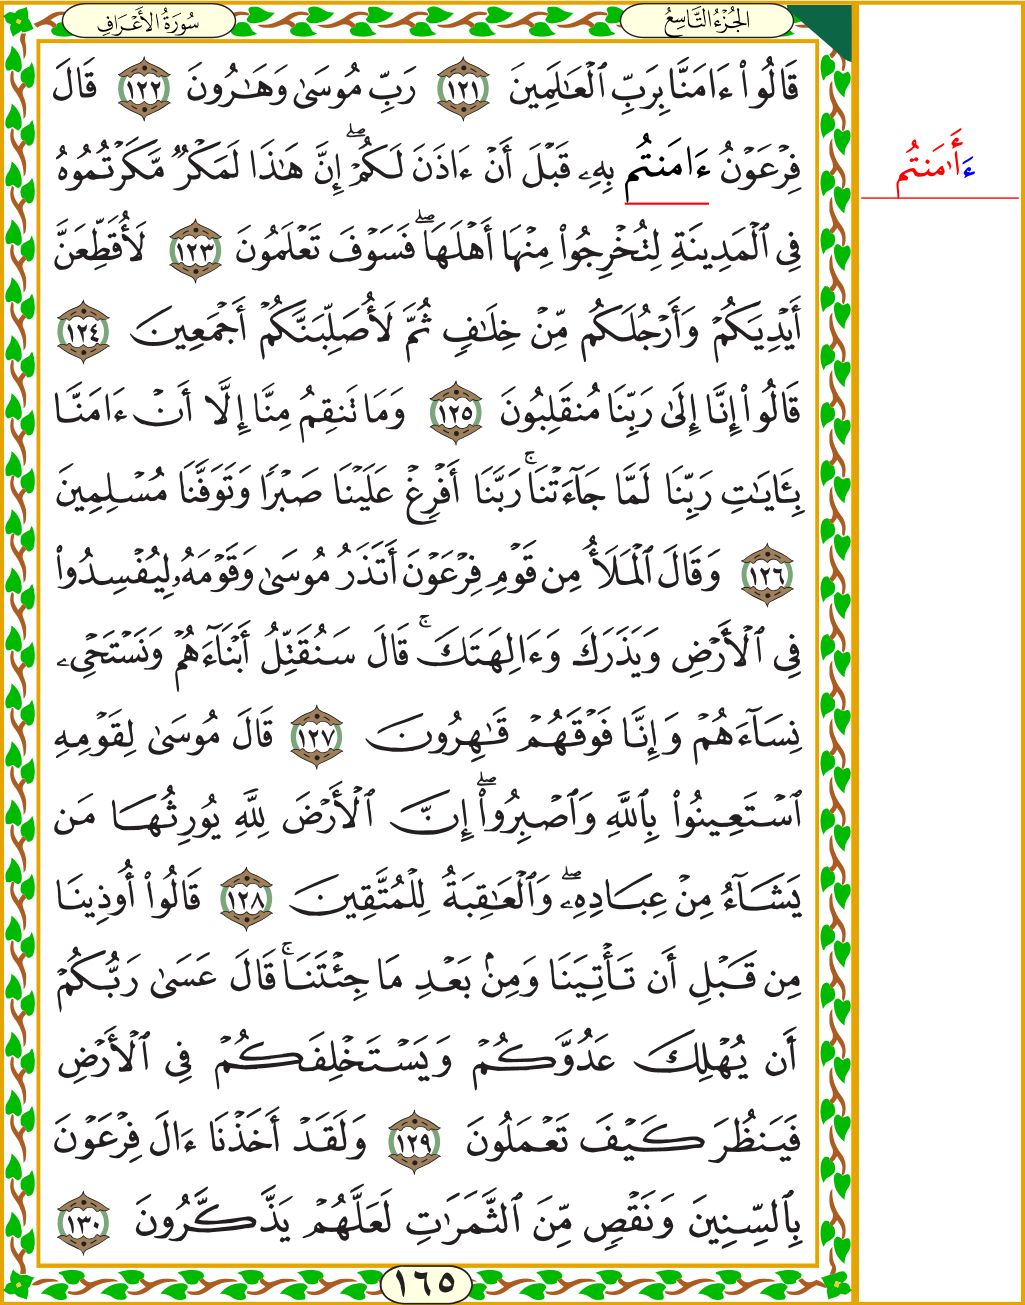 سُورَةُ الأَعْرَافِ
الجُزْءُ التَّاسِعُ
قَالُوٓا۟ ءَامَنَّا بِرَبِّ ٱلْعَـٰلَمِينَ ١٢١ رَبِّ مُوسَىٰ وَهَـٰرُونَ ١٢٢ قَالَ
فِرْعَوْنُ ءَامَنتُم بِهِۦ قَبْلَ أَنْ ءَاذَنَ لَكُمْ ۖ إِنَّ هَـٰذَا لَمَكْرٌ مَّكَرْتُمُوهُ
ءَأَا۬مَنتُم
فِى ٱلْمَدِينَةِ لِتُخْرِجُوا۟ مِنْهَا أَهْلَهَا ۖ فَسَوْفَ تَعْلَمُونَ ١٢٣ لَأُقَطِّعَنَّ
أَيْدِيَكُمْ وَأَرْجُلَكُم مِّنْ خِلَـٰفٍ ثُمَّ لَأُصَلِّبَنَّكُمْ أَجْمَعِينَ ١٢٤
قَالُوٓا۟ إِنَّا إِلَىٰ رَبِّنَا مُنقَلِبُونَ ١٢٥ وَمَا تَنقِمُ مِنَّا إِلَّا أَنْ ءَامَنَّا
بِـَٔايَـٰتِ رَبِّنَا لَمَّا جَآءَتْنَا ۚ رَبَّنَا أَفْرِغْ عَلَيْنَا صَبْرًا وَتَوَفَّنَا مُسْلِمِينَ
١٢٦ وَقَالَ ٱلْمَلَأُ مِن قَوْمِ فِرْعَوْنَ أَتَذَرُ مُوسَىٰ وَقَوْمَهُۥ لِيُفْسِدُوا۟
فِى ٱلْأَرْضِ وَيَذَرَكَ وَءَالِهَتَكَ ۚ قَالَ سَنُقَتِّلُ أَبْنَآءَهُمْ وَنَسْتَحْىِۦ
نِسَآءَهُمْ وَإِنَّا فَوْقَهُمْ قَـٰهِرُونَ ١٢٧ قَالَ مُوسَىٰ لِقَوْمِهِ
ٱسْتَعِينُوا۟ بِٱللَّهِ وَٱصْبِرُوٓا۟ ۖ إِنَّ ٱلْأَرْضَ لِلَّهِ يُورِثُهَا مَن
يَشَآءُ مِنْ عِبَادِهِۦ ۖ وَٱلْعَـٰقِبَةُ لِلْمُتَّقِينَ ١٢٨ قَالُوٓا۟ أُوذِينَا
مِن قَبْلِ أَن تَأْتِيَنَا وَمِنۢ بَعْدِ مَا جِئْتَنَا ۚ قَالَ عَسَىٰ رَبُّكُمْ
أَن يُهْلِكَ عَدُوَّكُمْ وَيَسْتَخْلِفَكُمْ فِى ٱلْأَرْضِ
فَيَنظُرَ كَيْفَ تَعْمَلُونَ ١٢٩ وَلَقَدْ أَخَذْنَا ءَالَ فِرْعَوْنَ
بِٱلسِّنِينَ وَنَقْصٍ مِّنَ ٱلثَّمَرَٰتِ لَعَلَّهُمْ يَذَّكَّرُونَ ١٣٠
١٦٥